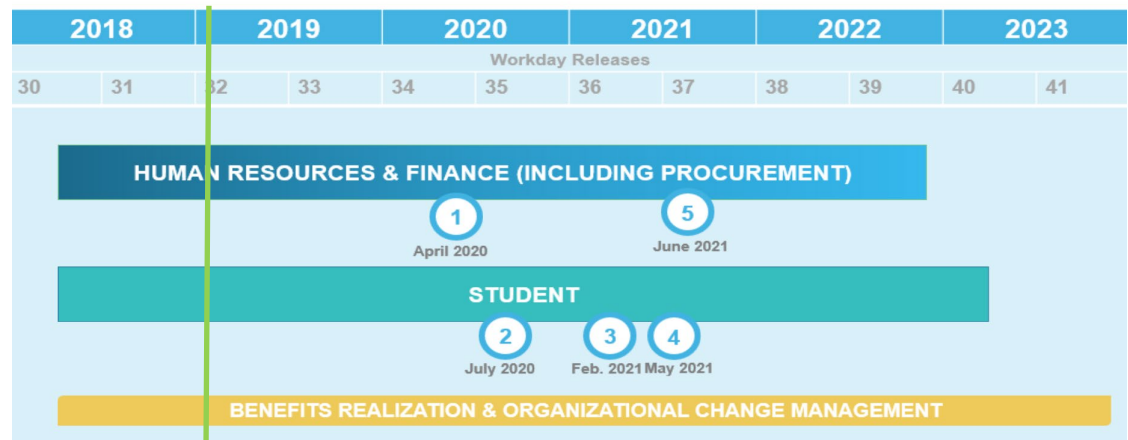 2018 2019 2020 2021 2022 2023
Workday Releases
30 31 32 33 34 35 36 37 38 39 40 41
HUMAN RESOURCES & FINANCE (INCLUDING PROCUREMENT)
1 5
April 2020 June 2021
STUDENT
2 3 4
July 2020 Feb. 2021 May 2021
BENEFITS REALIZATION & ORGANIZATIONAL CHANGE MANAGEMENT